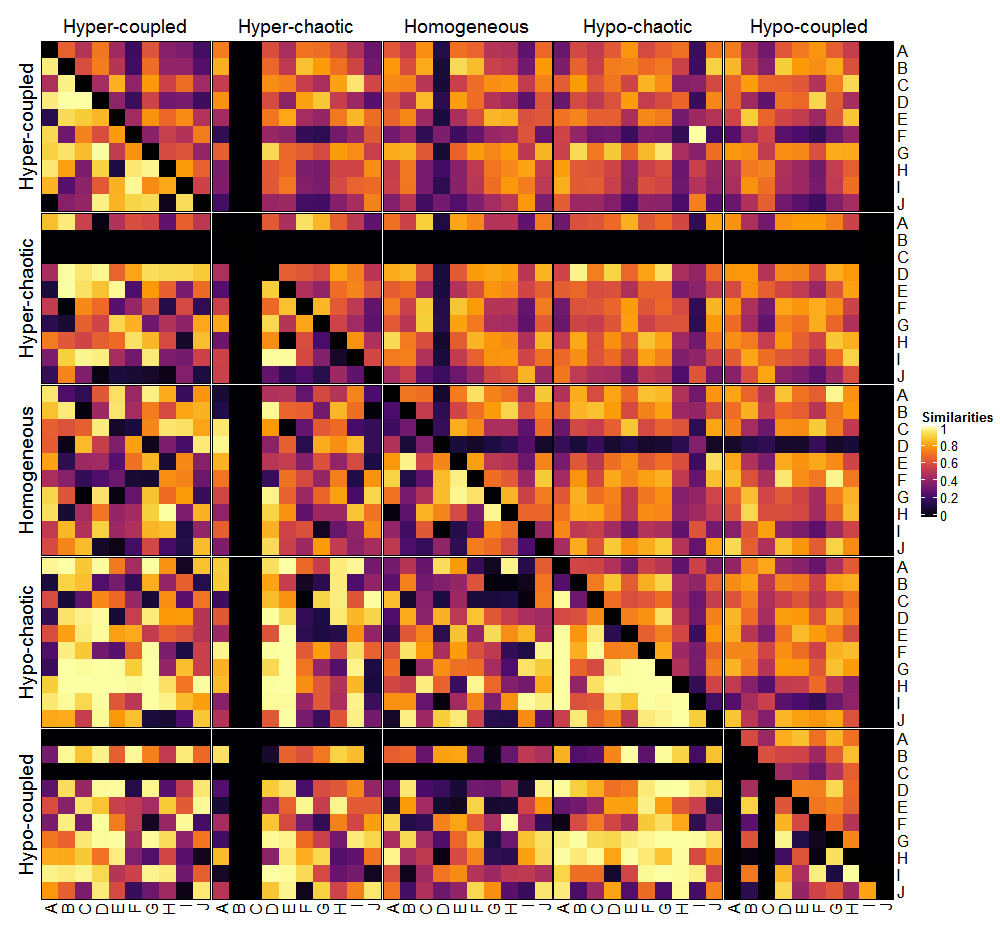 Hyper-coupled Hyper-chaotic Homogeneous Hypo-chaotic Hypo-coupled
Hyper-coupled
A
B
C
D
E
F
G
H
I
J
Hyper-chaotic
A
B
C
D
E
F
G
H
I
J
Homogeneous
A
B
C
D
E
F
G
H
I
J
Hypo-chaotic
A
B
C
D
E
F
G
H
I
J
Hypo-coupled
A
B
C
D
E
F
G
H
I
J
A B C D E F G H I J A B C D E F G H I J A B C D E F G H I J A B C D E F G H I J A B C D E F G H I J
Similarities
1
0.8
0.6
0.4
0.2
0